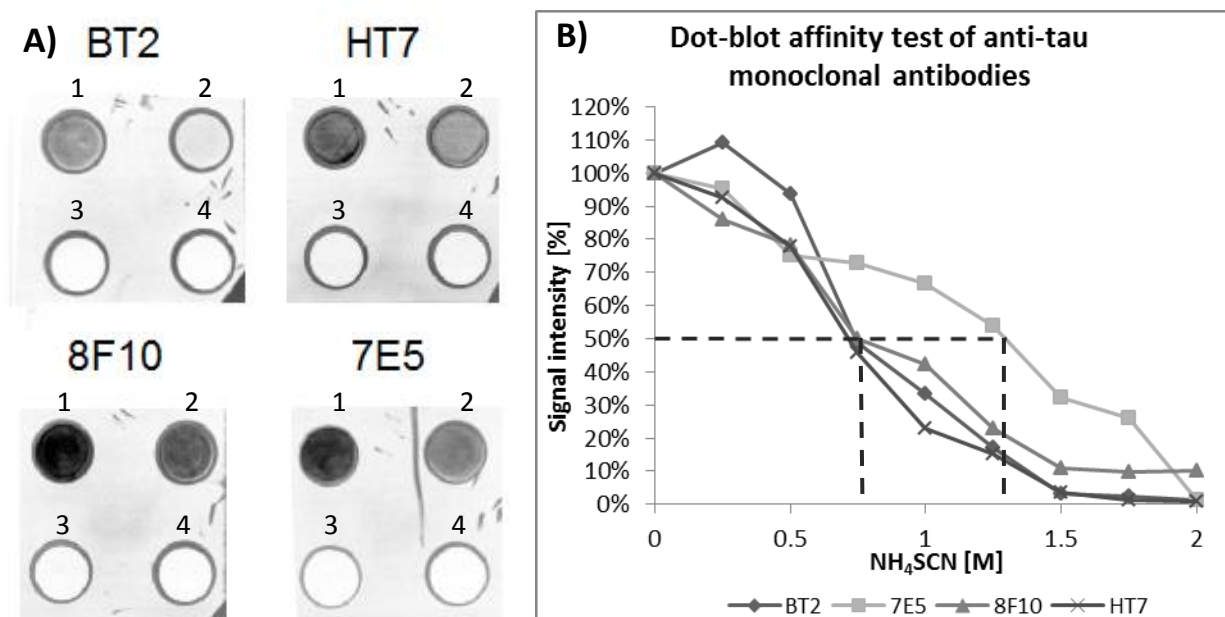 A)
BT2
HT7
1
2
1
2
3
4
3
4
8F10
7E5
1
2
1
2
3
4
3
4
B)
Dot-blot affinity test of anti-tau
monoclonal antibodies
Signal intensity [%]
120%
110%
100%
90%
80%
70%
60%
50%
40%
30%
20%
10%
0%
0
0.5
1
1.5
2
NH₄SCN [M]
BT2
7E5
8F10
HT7